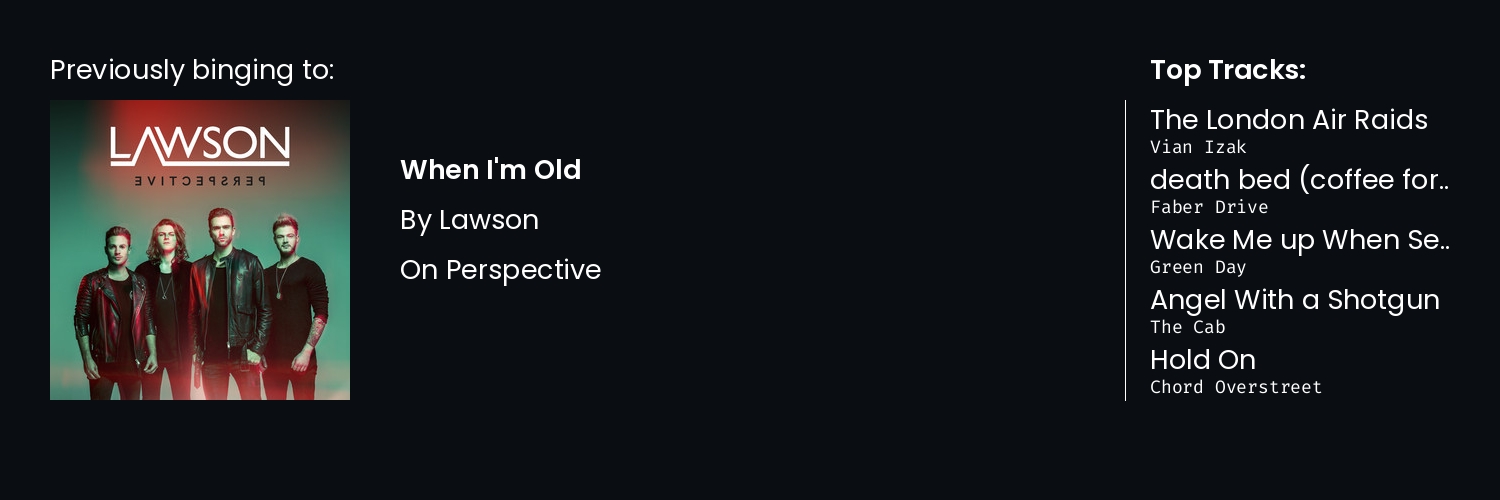 Previously binging to:
LAWSON
PERSPECTIVE
When I'm Old
By Lawson
On Perspective
Top Tracks:
The London Air Raids
Vian Izak
death bed (coffee for..
Faber Drive
Wake Me up When Se..
Green Day
Angel With a Shotgun
The Cab
Hold On
Chord Overstreet